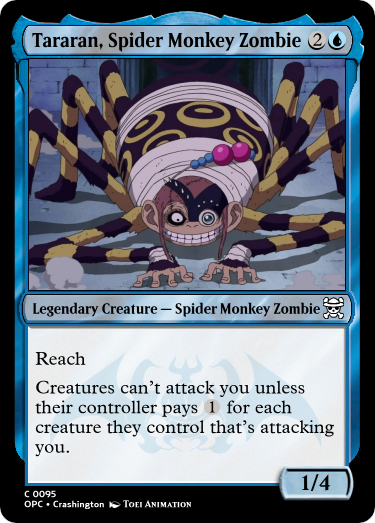 Tararan, Spider Monkey Zombie 2
Legendary Creature — Spider Monkey Zombie
Reach
Creatures can't attack you unless
their controller pays 1 for each
creature they control that's attacking
you.
1/4
C 0095
OPC • Crashington TOEI ANIMATION